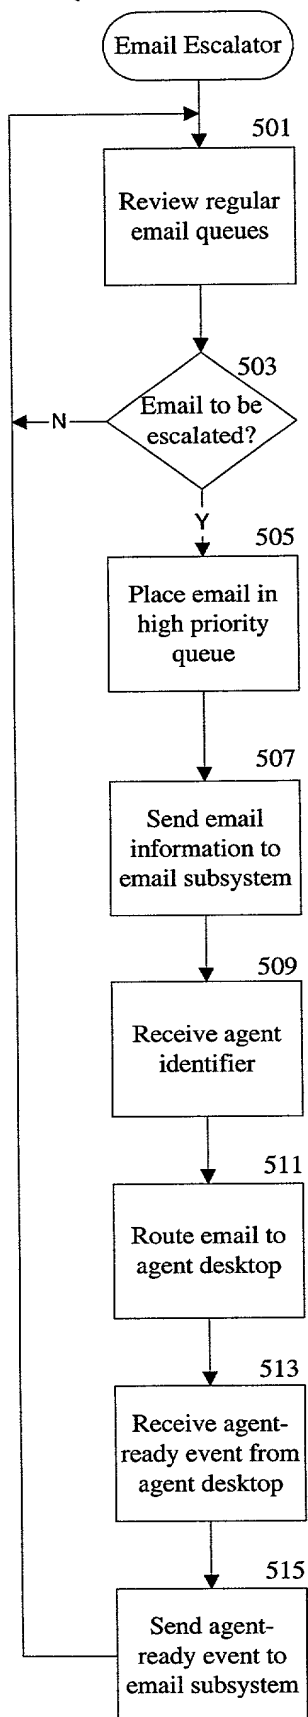 Email Escalator
501
Review regular
email queues
503
Email to be
escalated?
N
Y
505
Place email in
high priority
queue
507
Send email
information to
email subsystem
509
Receive agent
identifier
511
Route email to
agent desktop
513
Receive agent-
ready event from
agent desktop
515
Send agent-
ready event to
email subsystem